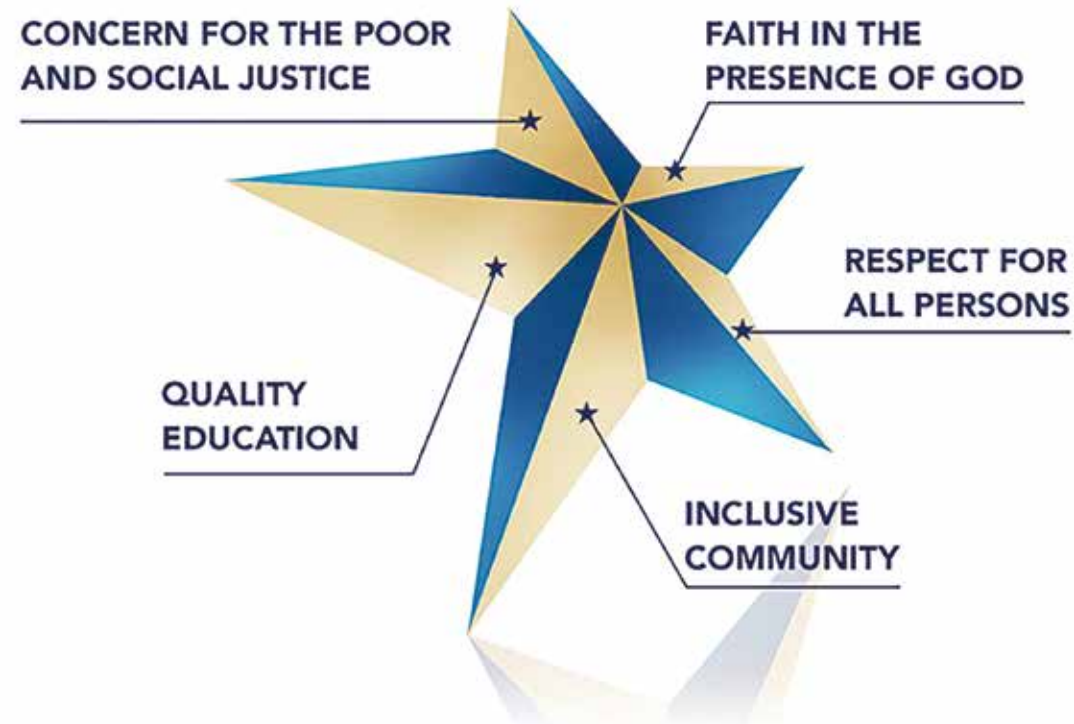 CONCERN FOR THE POOR
AND SOCIAL JUSTICE
FAITH IN THE
PRESENCE OF GOD
RESPECT FOR
ALL PERSONS
QUALITY
EDUCATION
INCLUSIVE
COMMUNITY